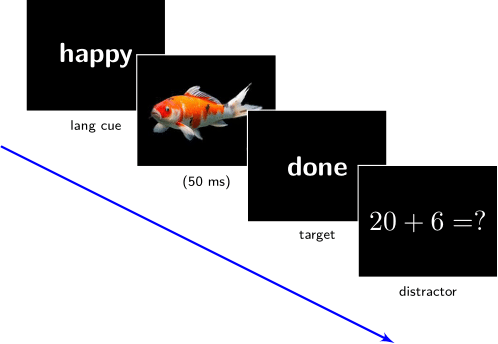 happy
lang cue
(50 ms)
done
target
20 + 6 =?
distractor